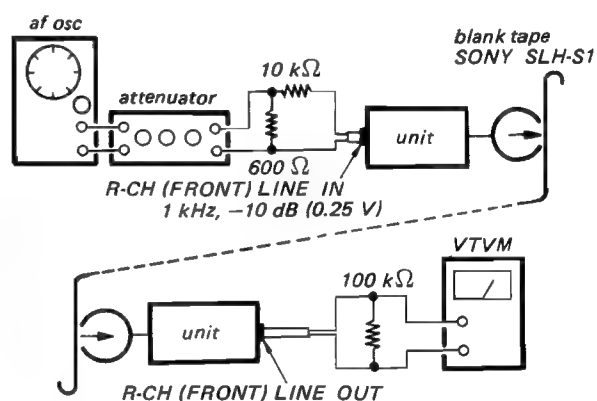 af osc
attenuator
10 kΩ
600 Ω
unit
blank tape
SONY SLH-S1
R-CH (FRONT) LINE IN
1 kHz, −10 dB (0.25 V)
unit
100 kΩ
VTVM
R-CH (FRONT) LINE OUT